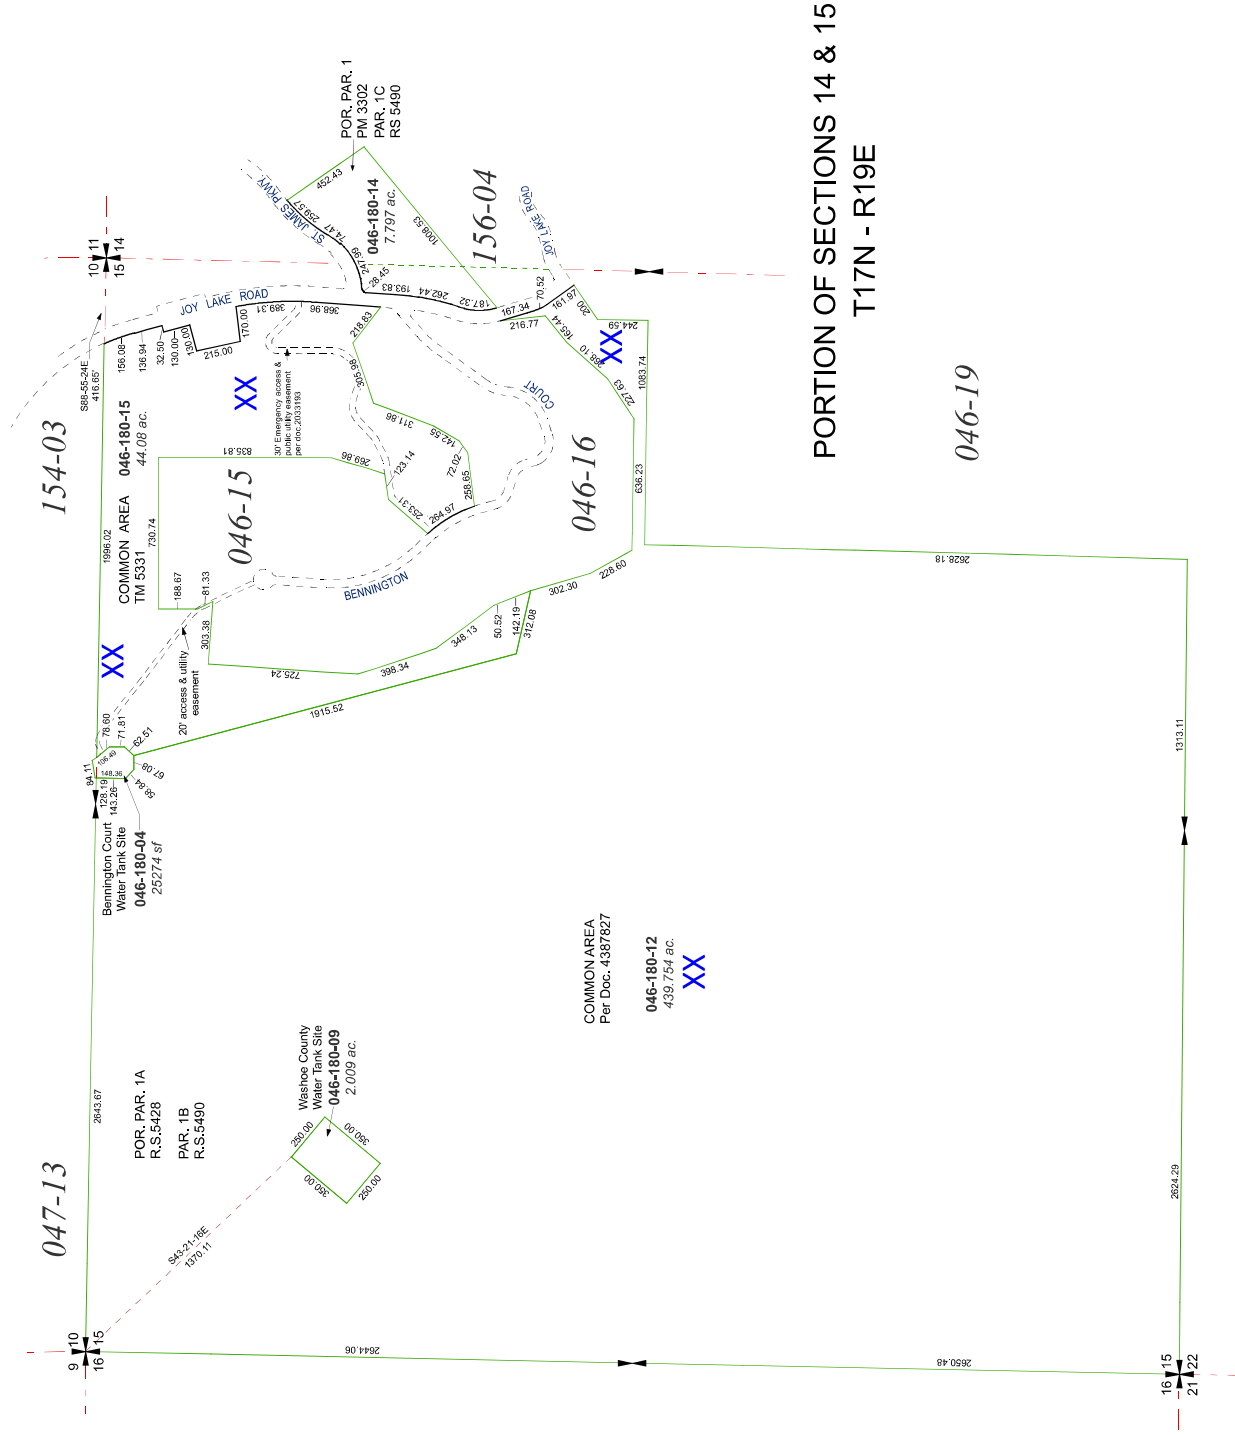 PORTION OF SECTIONS 14 & 15
T17N - R19E
154-03
047-13
046-15
046-16
046-19
156-04
10 11
15 14
9 10
16 15
16 15
21 22
POR. PAR. 1
PM 3302
PAR. 1C
RS 5490
046-180-14
7.797 ac.
452.43
259.57
74.47
247.99
28.45
1008.53
193.83
262.44
187.32
ST JAMES PKWY
JOY LAKE ROAD
JOY LAKE ROAD
BENNINGTON
COURT
S88-55-24E
416.65'
156.08
136.94
32.50
130.00
130.00
215.00
170.00
389.31
368.96
218.83
305.98
311.86
142.55
72.02
258.65
264.97
253.31
123.14
269.86
835.81
730.74
188.67
81.33
303.38
725.24
398.34
348.13
50.52
142.19
312.08
302.30
228.60
636.23
227.63
268.10
165.44
216.77
167.34
70.52
161.97
200
244.59
1083.74
30' Emergency access &
public utility easement
per doc.2033193
COMMON AREA
TM 5331
046-180-15
44.08 ac.
XX
XX
XX
XX
1996.02
20' access & utility
easement
1915.52
78.60
71.81
62.51
67.08
58.84
106.49
148.36
84.11
128.19
143.26
Bennington Court
Water Tank Site
046-180-04
25274 sf
2643.67
POR. PAR. 1A
R.S.5428
PAR. 1B
R.S.5490
S43-21-16E
1370.11
Washoe County
Water Tank Site
046-180-09
2.009 ac.
250.00
350.00
350.00
250.00
COMMON AREA
Per Doc. 4387827
046-180-12
439.754 ac.
2628.18
1313.11
2624.29
2644.06
2650.48